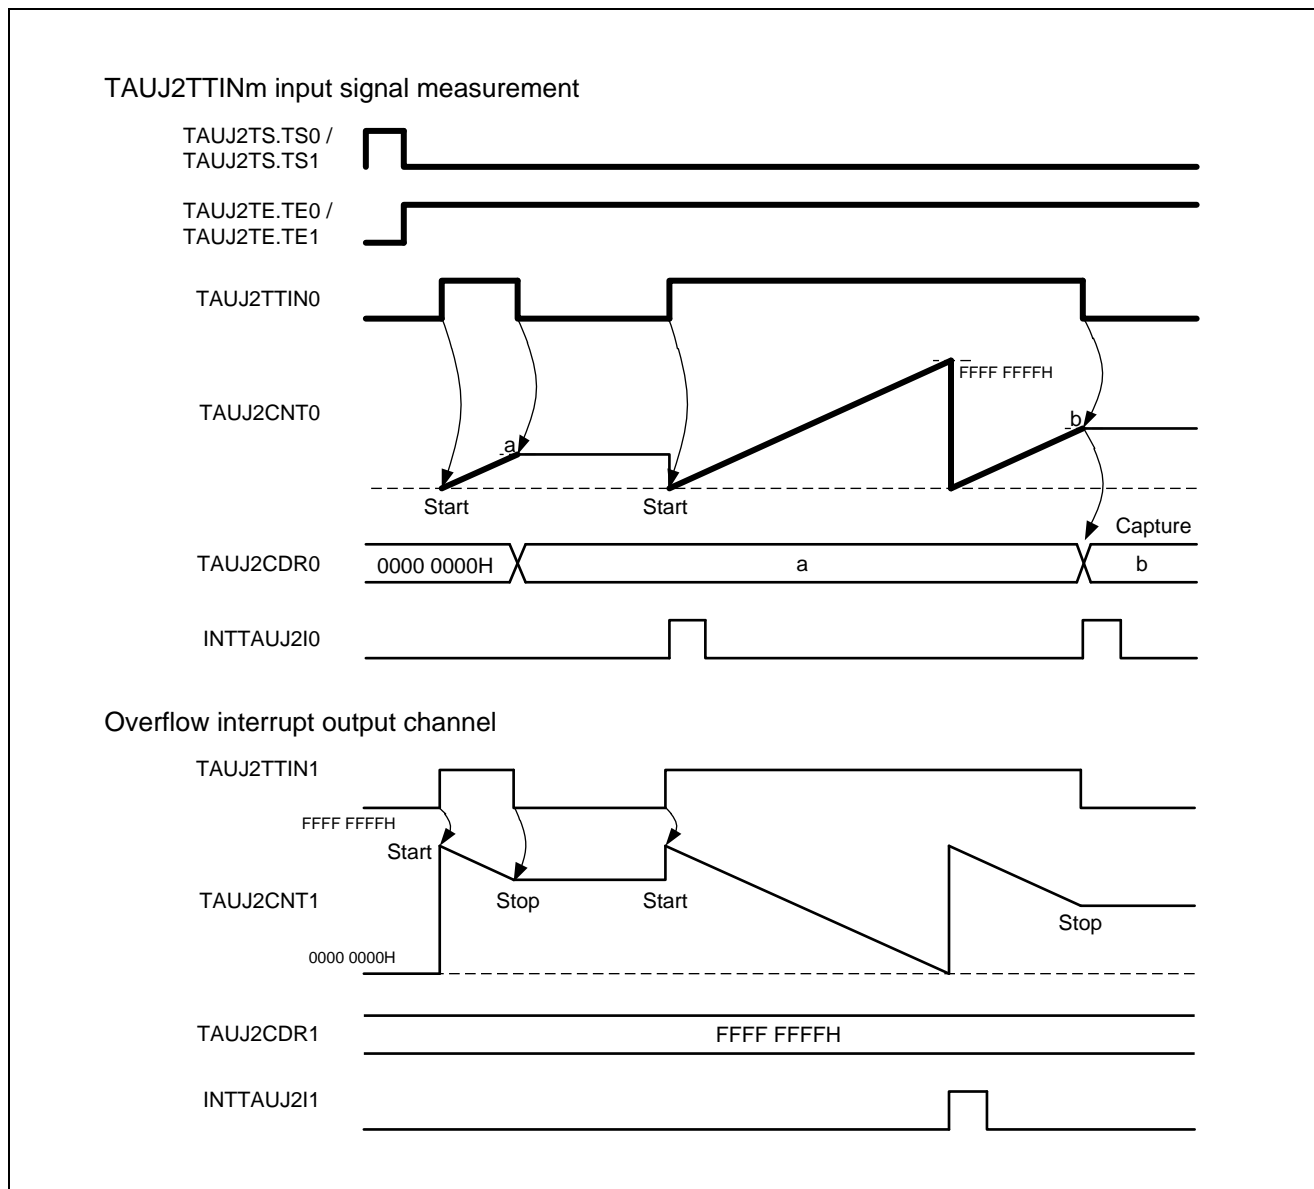 TAUJ2TTINm input signal measurement
TAUJ2TS.TS0 /
TAUJ2TS.TS1
TAUJ2TE.TE0 /
TAUJ2TE.TE1
TAUJ2TTIN0
FFFF FFFFH
TAUJ2CNT0
a
b
Start
Start
Capture
TAUJ2CDR0
0000 0000H
a
b
INTTAUJ2I0
Overflow interrupt output channel
TAUJ2TTIN1
FFFF FFFFH
Start
TAUJ2CNT1
Stop
Start
Stop
0000 0000H
TAUJ2CDR1
FFFF FFFFH
INTTAUJ2I1